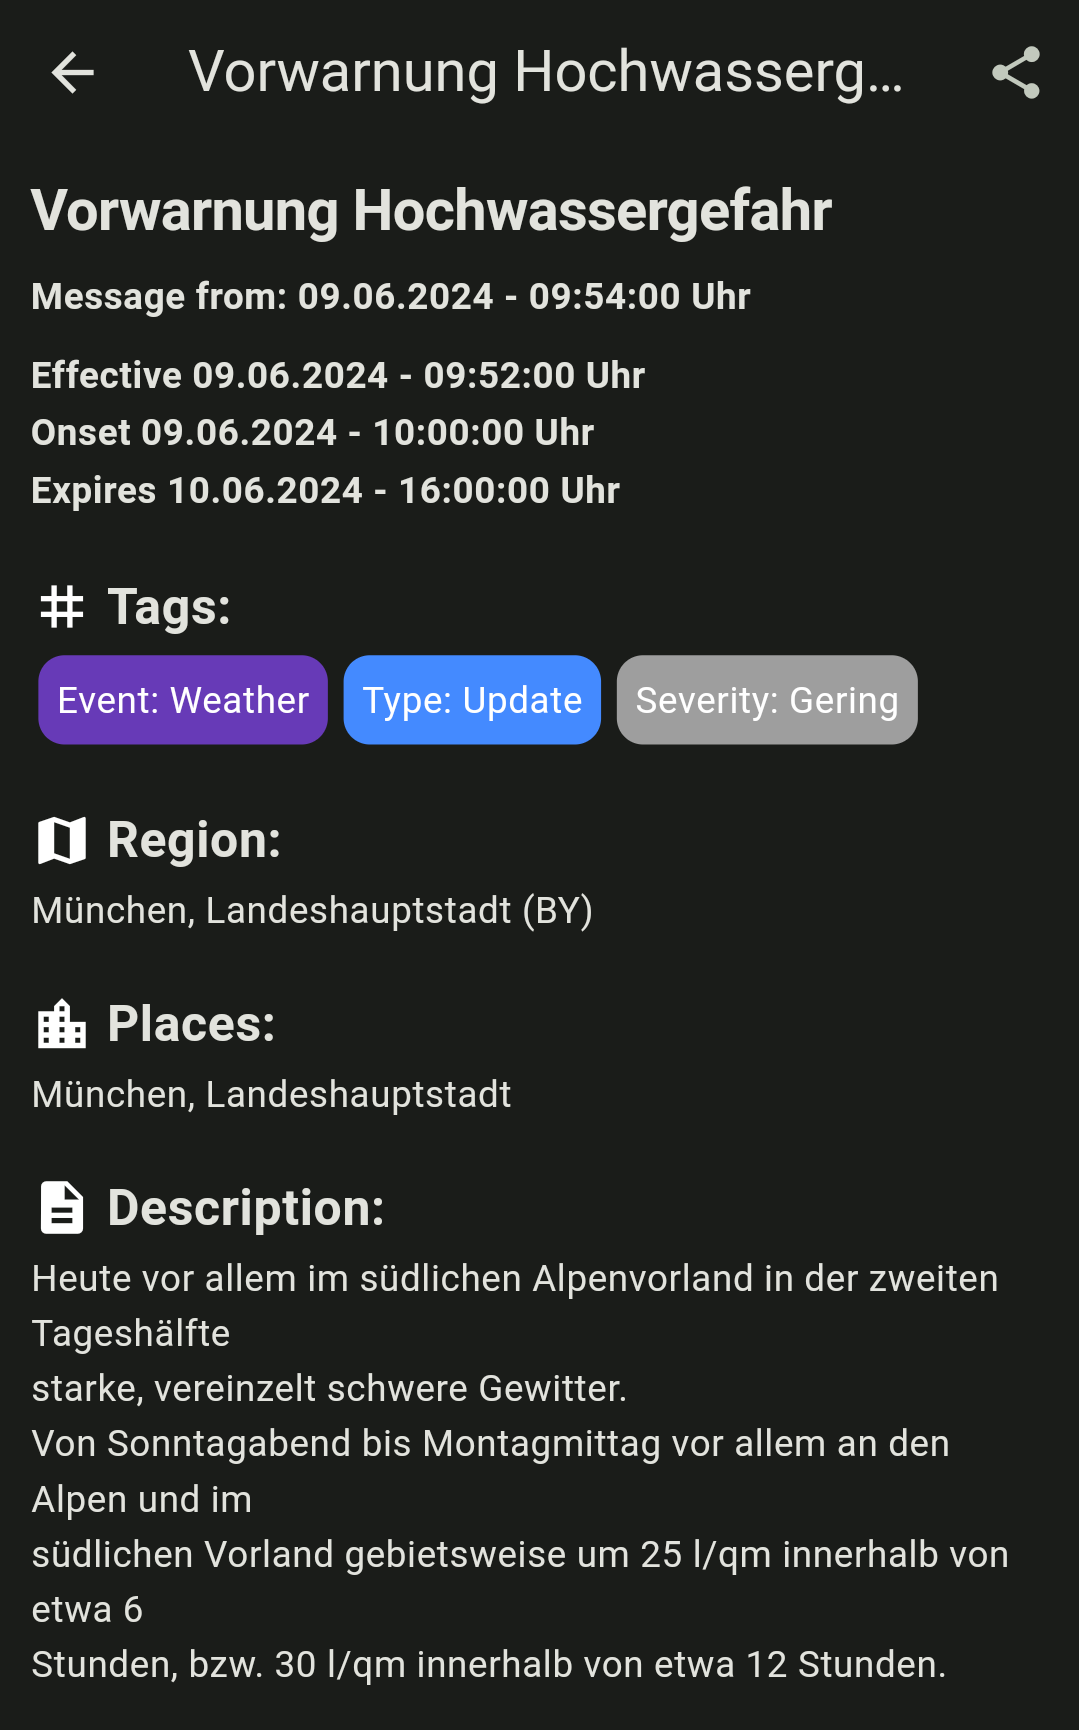 Vorwarnung Hochwasserg...
Vorwarnung Hochwassergefahr
Message from: 09.06.2024 - 09:54:00 Uhr
Effective 09.06.2024 - 09:52:00 Uhr
Onset 09.06.2024 - 10:00:00 Uhr
Expires 10.06.2024 - 16:00:00 Uhr
Tags:
Event: Weather Type: Update Severity: Gering
Region:
München, Landeshauptstadt (BY)
Places:
München, Landeshauptstadt
Description:
Heute vor allem im südlichen Alpenvorland in der zweiten
Tageshälfte
starke, vereinzelt schwere Gewitter.
Von Sonntagabend bis Montagmittag vor allem an den
Alpen und im
südlichen Vorland gebietsweise um 25 l/qm innerhalb von
etwa 6
Stunden, bzw. 30 l/qm innerhalb von etwa 12 Stunden.